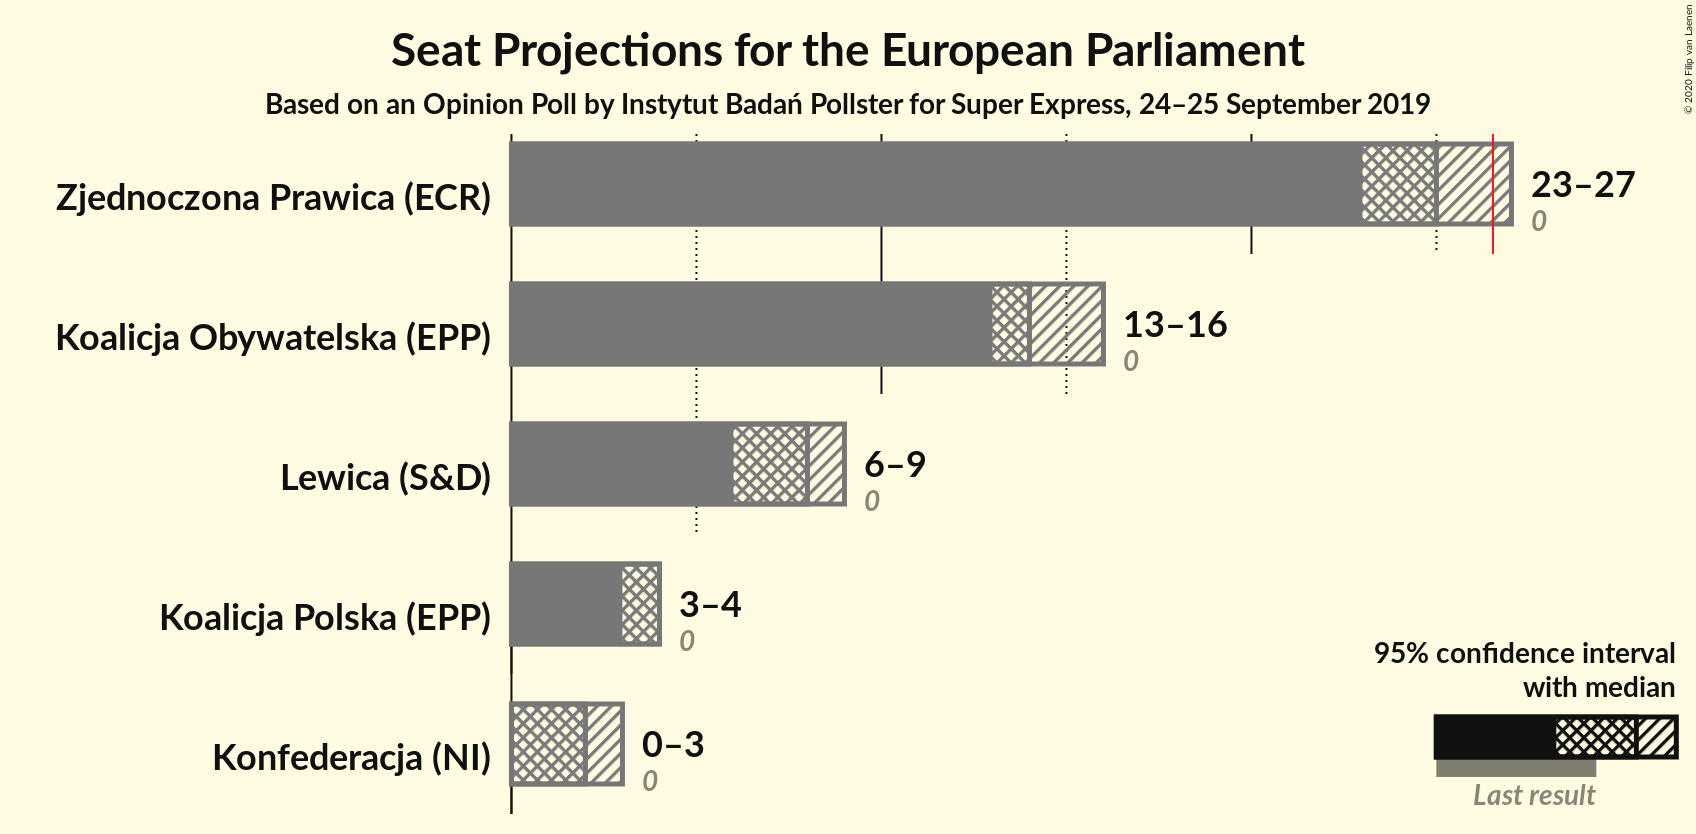 Seat Projections for the European Parliament
Based on an Opinion Poll by Instytut Badań Pollster for Super Express, 24–25 September 2019
© 2020 Filip van Laenen
Zjednoczona Prawica (ECR)
23–27
0
Koalicja Obywatelska (EPP)
13–16
0
Lewica (S&D)
6–9
0
Koalicja Polska (EPP)
3–4
0
Konfederacja (NI)
0–3
0
95% confidence interval
with median
Last result